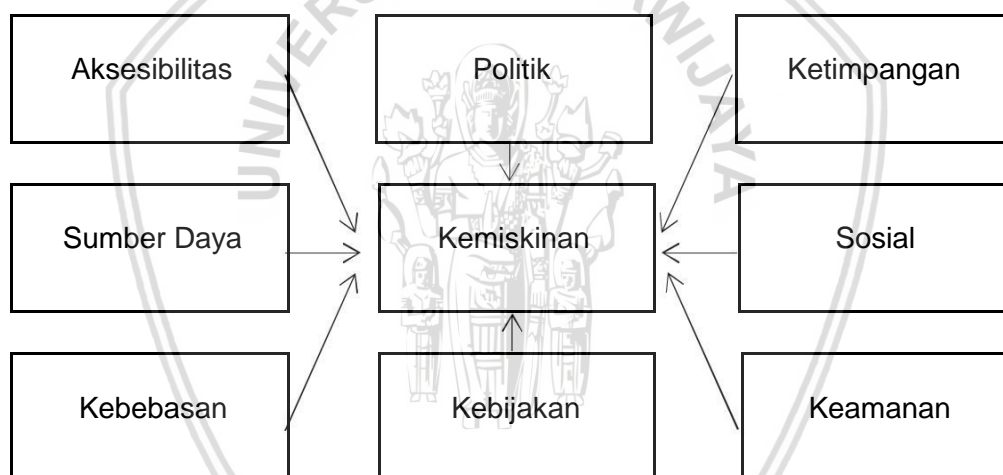 Aksesibilitas
Politik
Ketimpangan
Sumber Daya
Kemiskinan
Sosial
Kebebasan
Kebijakan
Keamanan